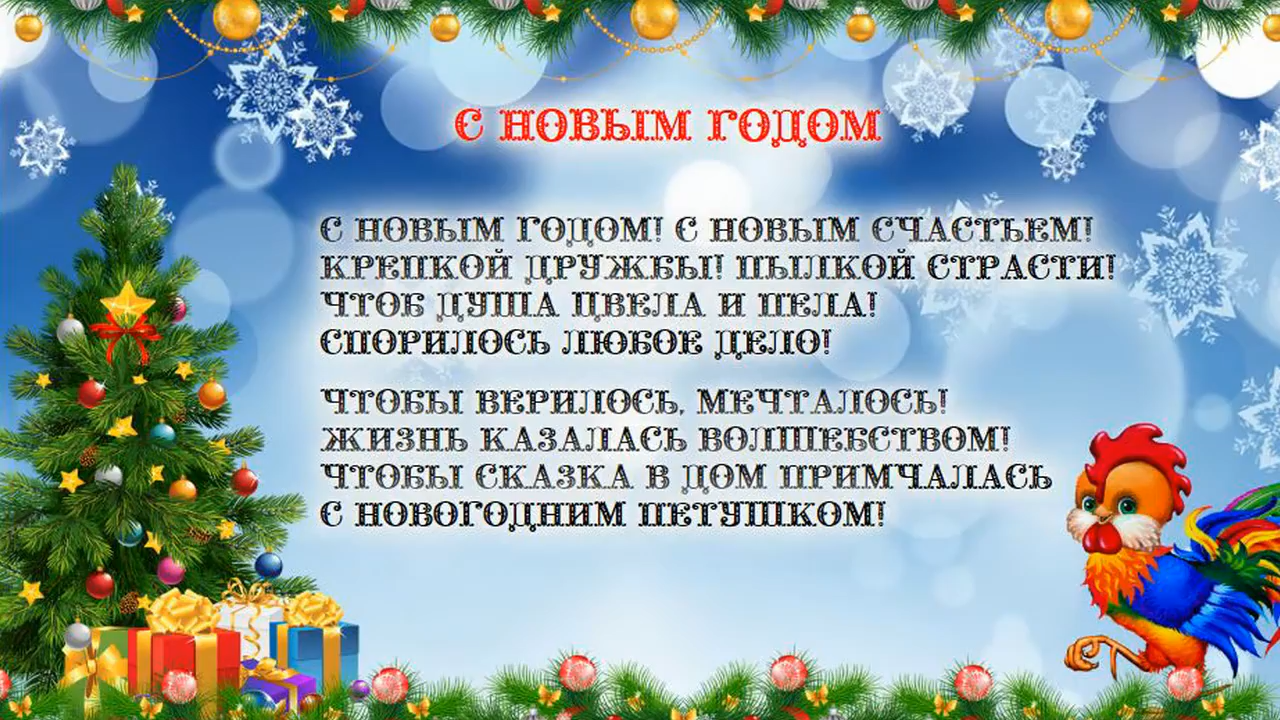 С НОВЫМ ГОДОМ
С НОВЫМ ГОДОМ! С НОВЫМ СЧАСТЬЕМ!
КРЕПКОЙ ДРУЖБЫ! ПЫЛКОЙ СТРАСТИ!
ЧТОБ ДУША ЦВЕЛА И ПЕЛА!
СПОРИЛОСЬ ЛЮБОЕ ДЕЛО!
ЧТОБЫ ВЕРИЛОСЬ, МЕЧТАЛОСЬ!
ЖИЗНЬ КАЗАЛАСЬ ВОЛШЕБСТВОМ!
ЧТОБЫ СКАЗКА В ДОМ ПРИМЧАЛАСЬ
С НОВОГОДНИМ ПЕТУШКОМ!